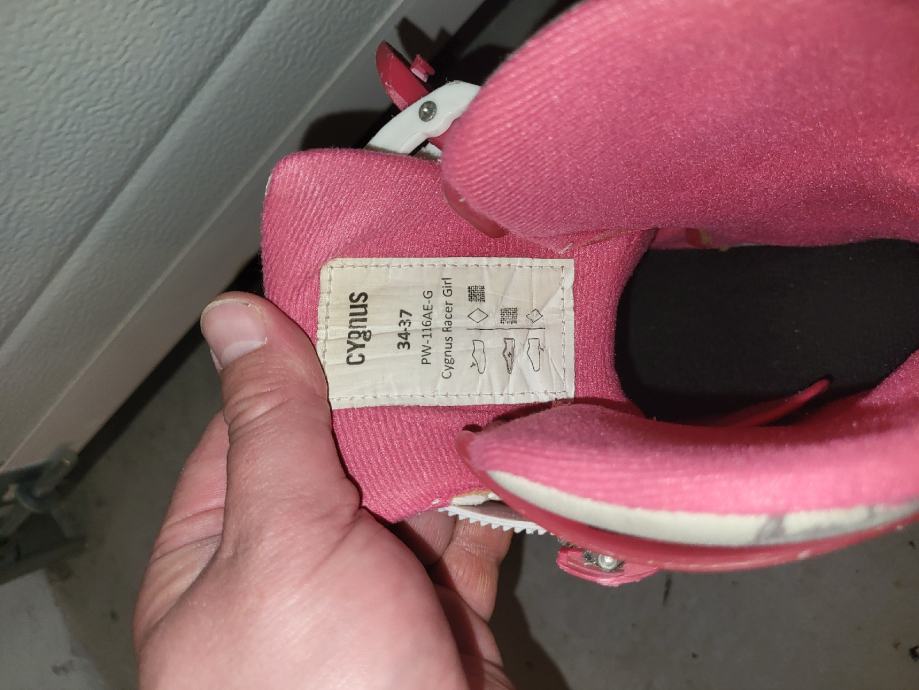 CYgnus
34-37
PW-116AE-G
Cygnus Racer Girl